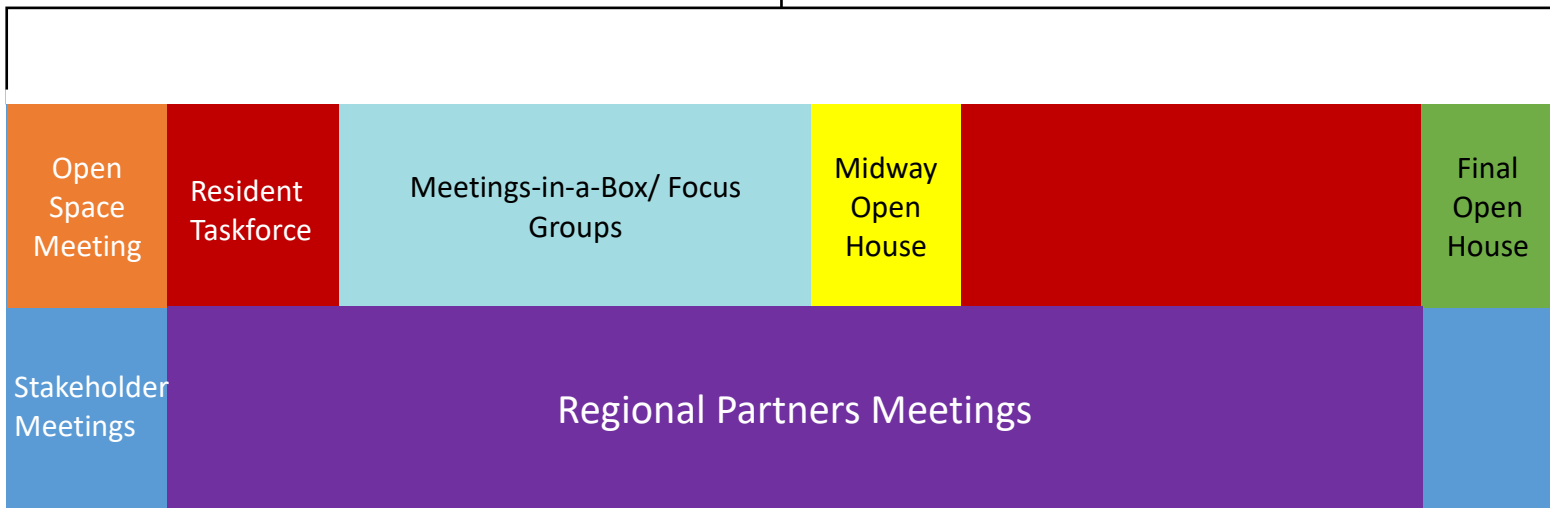 Open
Space
Meeting
Resident
Taskforce
Meetings-in-a-Box/ Focus
Groups
Midway
Open
House
Final
Open
House
Stakeholder
Meetings
Regional Partners Meetings